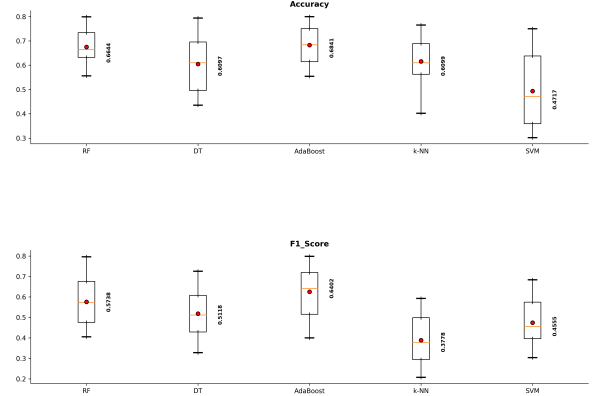 Accuracy
0.8
0.7
0.6
0.5
0.4
0.3
0.6644
0.6097
0.6841
0.6099
0.4717
RF
DT
AdaBoost
k-NN
SVM
F1_Score
0.8
0.7
0.6
0.5
0.4
0.3
0.2
0.5738
0.5118
0.6402
0.3778
0.4555
RF
DT
AdaBoost
k-NN
SVM